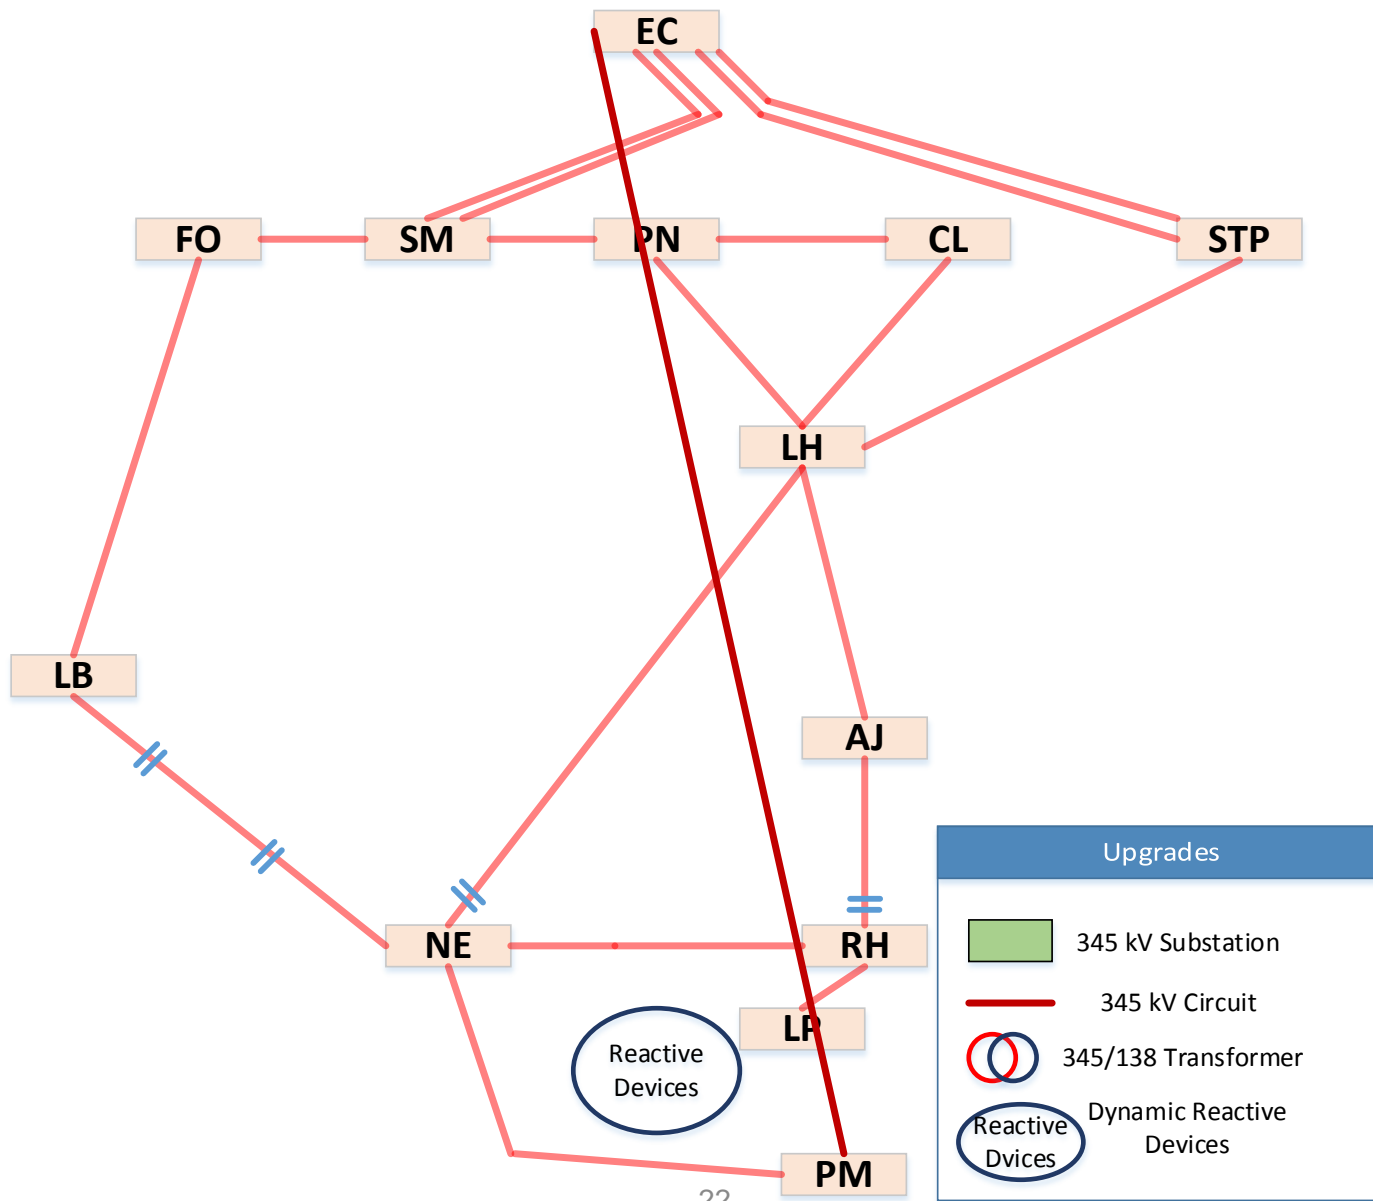 EC
FO
SM
PN
CL
STP
LH
LB
AJ
NE
RH
LP
Reactive
Devices
PM
22
Upgrades
345 kV Substation
345 kV Circuit
345/138 Transformer
Reactive
Dvices
Dynamic Reactive
Devices